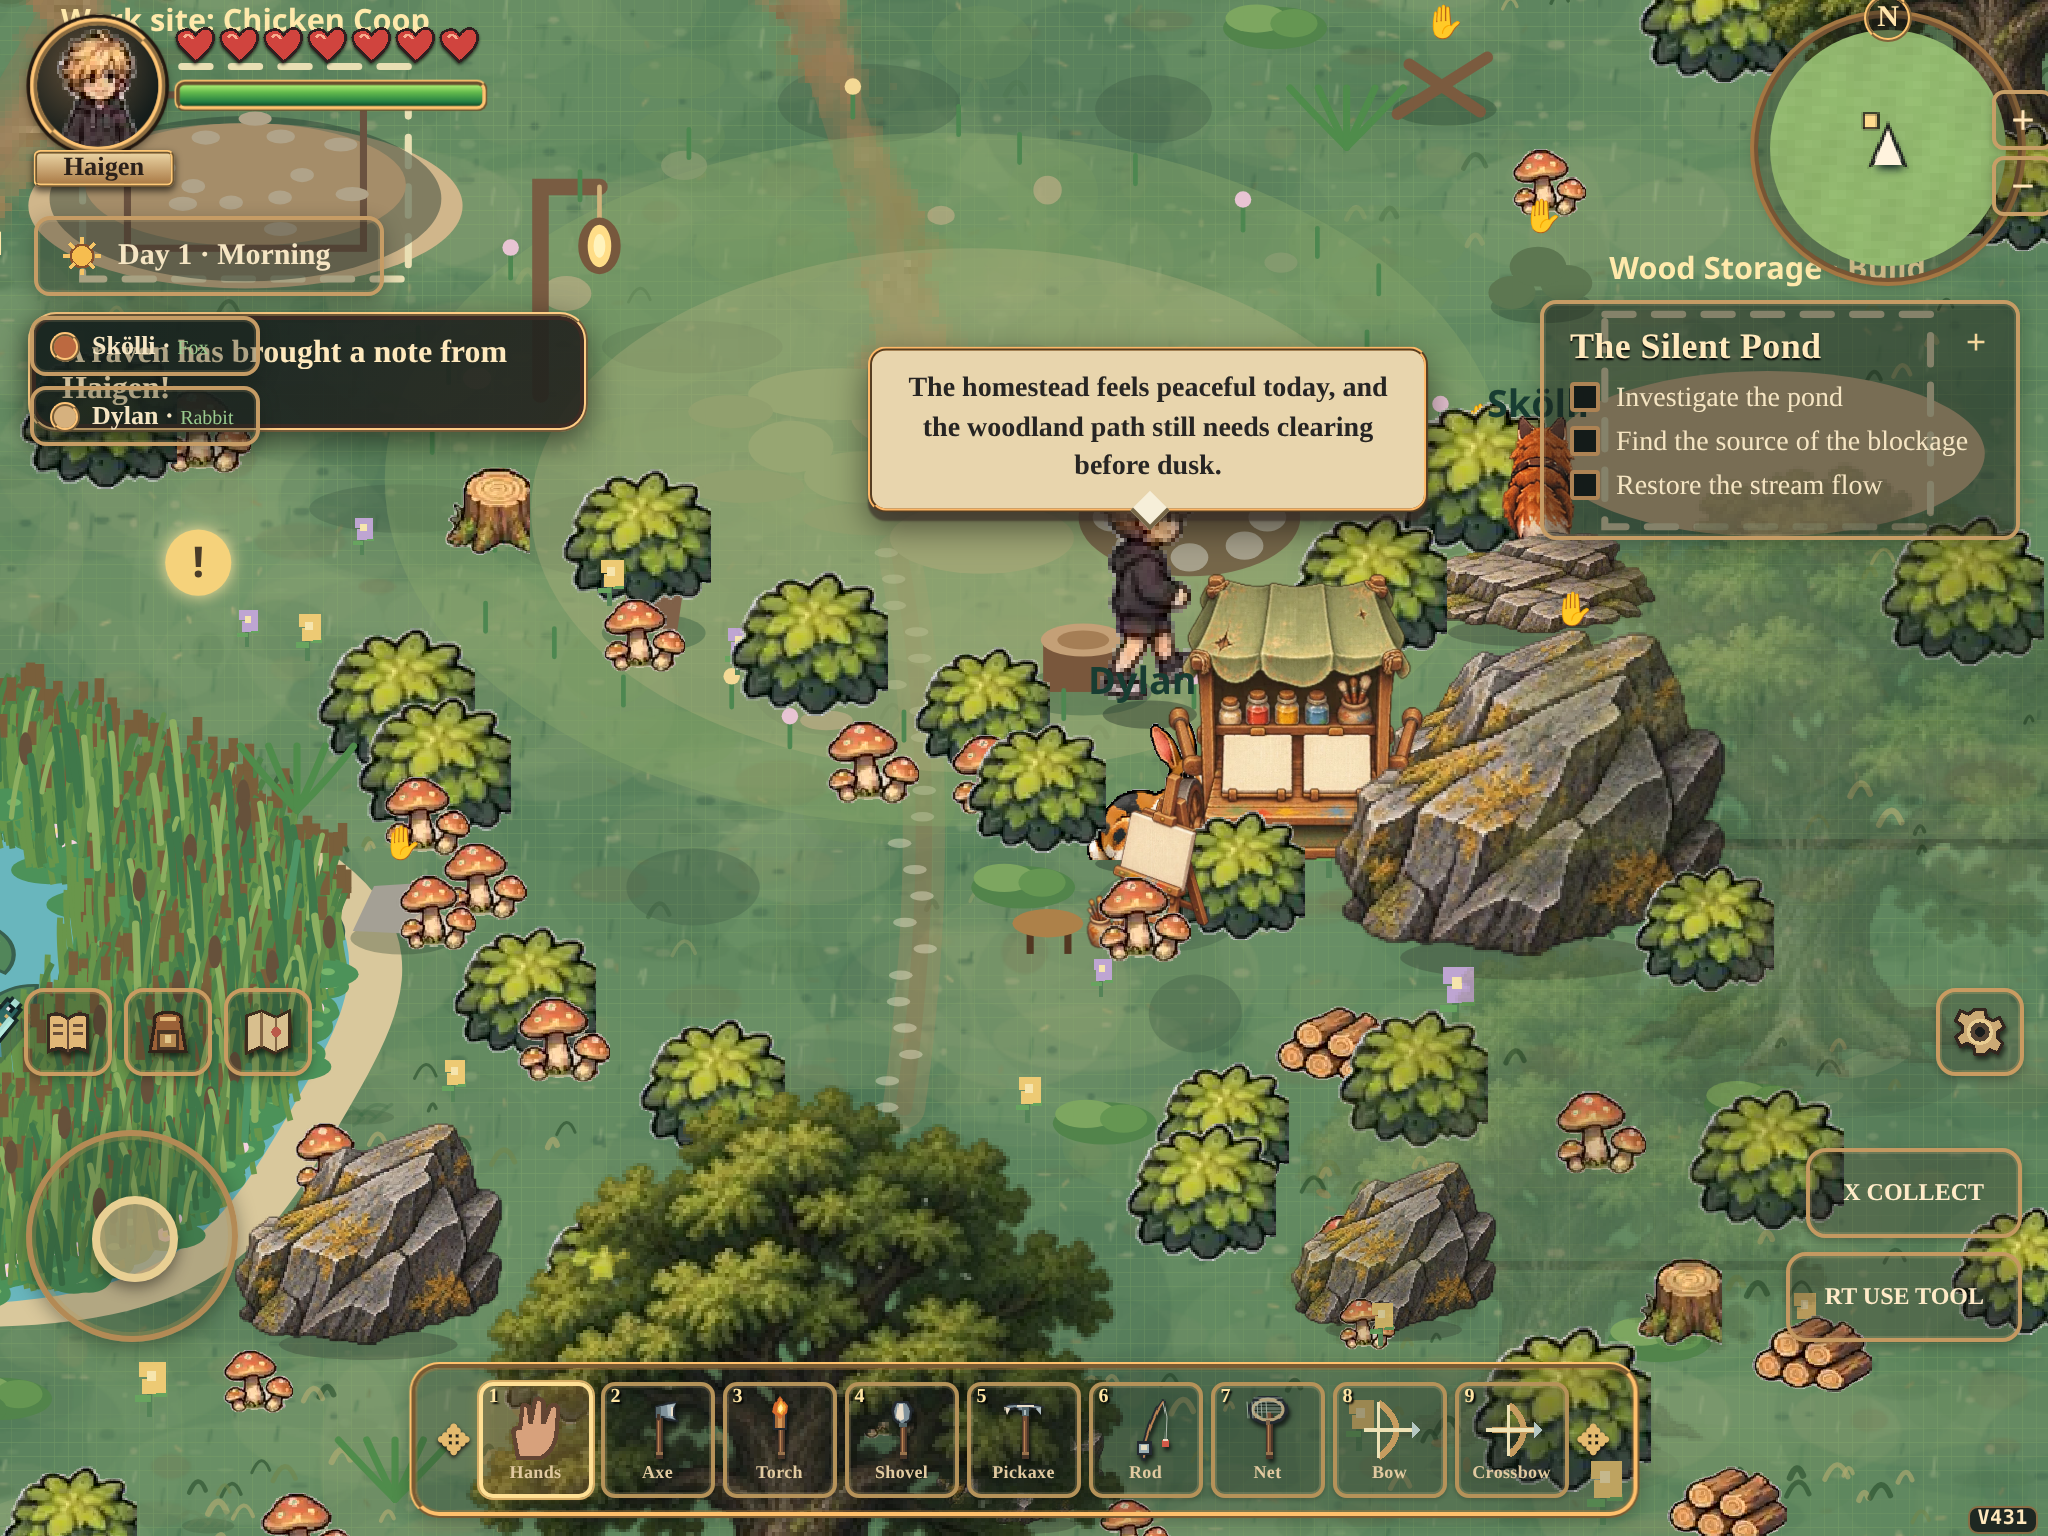 Work site: Chicken Coop
N
Haigen
+
−
Day 1 · Morning
Wood Storage · Build
Skölli · Fox
A raven has brought a note from
Haigen!
Dylan · Rabbit
The homestead feels peaceful today, and
the woodland path still needs clearing
before dusk.
Skölli
The Silent Pond +
Investigate the pond
Find the source of the blockage
Restore the stream flow
!
Dylan
X COLLECT
RT USE TOOL
1 Hands
2 Axe
3 Torch
4 Shovel
5 Pickaxe
6 Rod
7 Net
8 Bow
9 Crossbow
V431